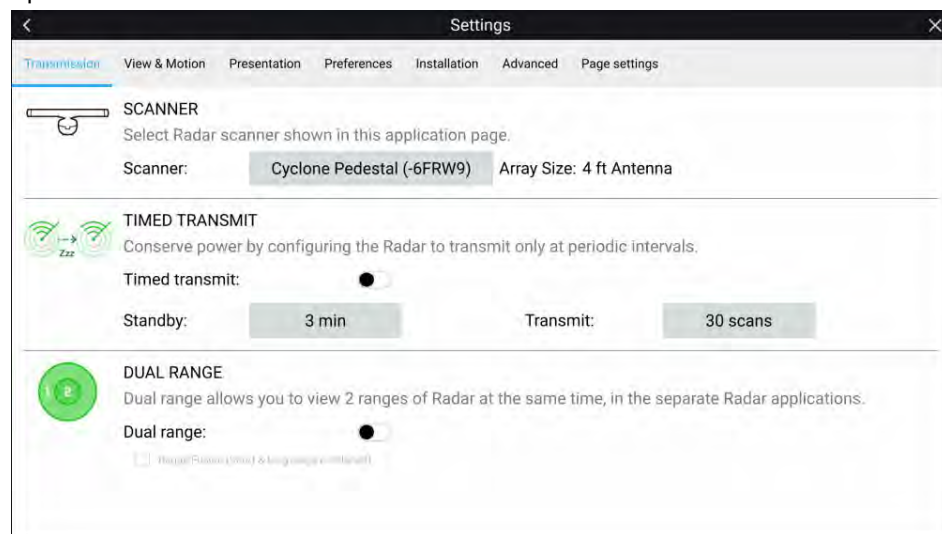 Settings
Transmission View & Motion Presentation Preferences Installation Advanced Page settings
SCANNER
Select Radar scanner shown in this application page.
Scanner: Cyclone Pedestal (-6FRW9) Array Size: 4 ft Antenna
TIMED TRANSMIT
Conserve power by configuring the Radar to transmit only at periodic intervals.
Zzz
Timed transmit:
Standby: 3 min Transmit: 30 scans
DUAL RANGE
1 2
Dual range allows you to view 2 ranges of Radar at the same time, in the separate Radar applications.
Dual range: